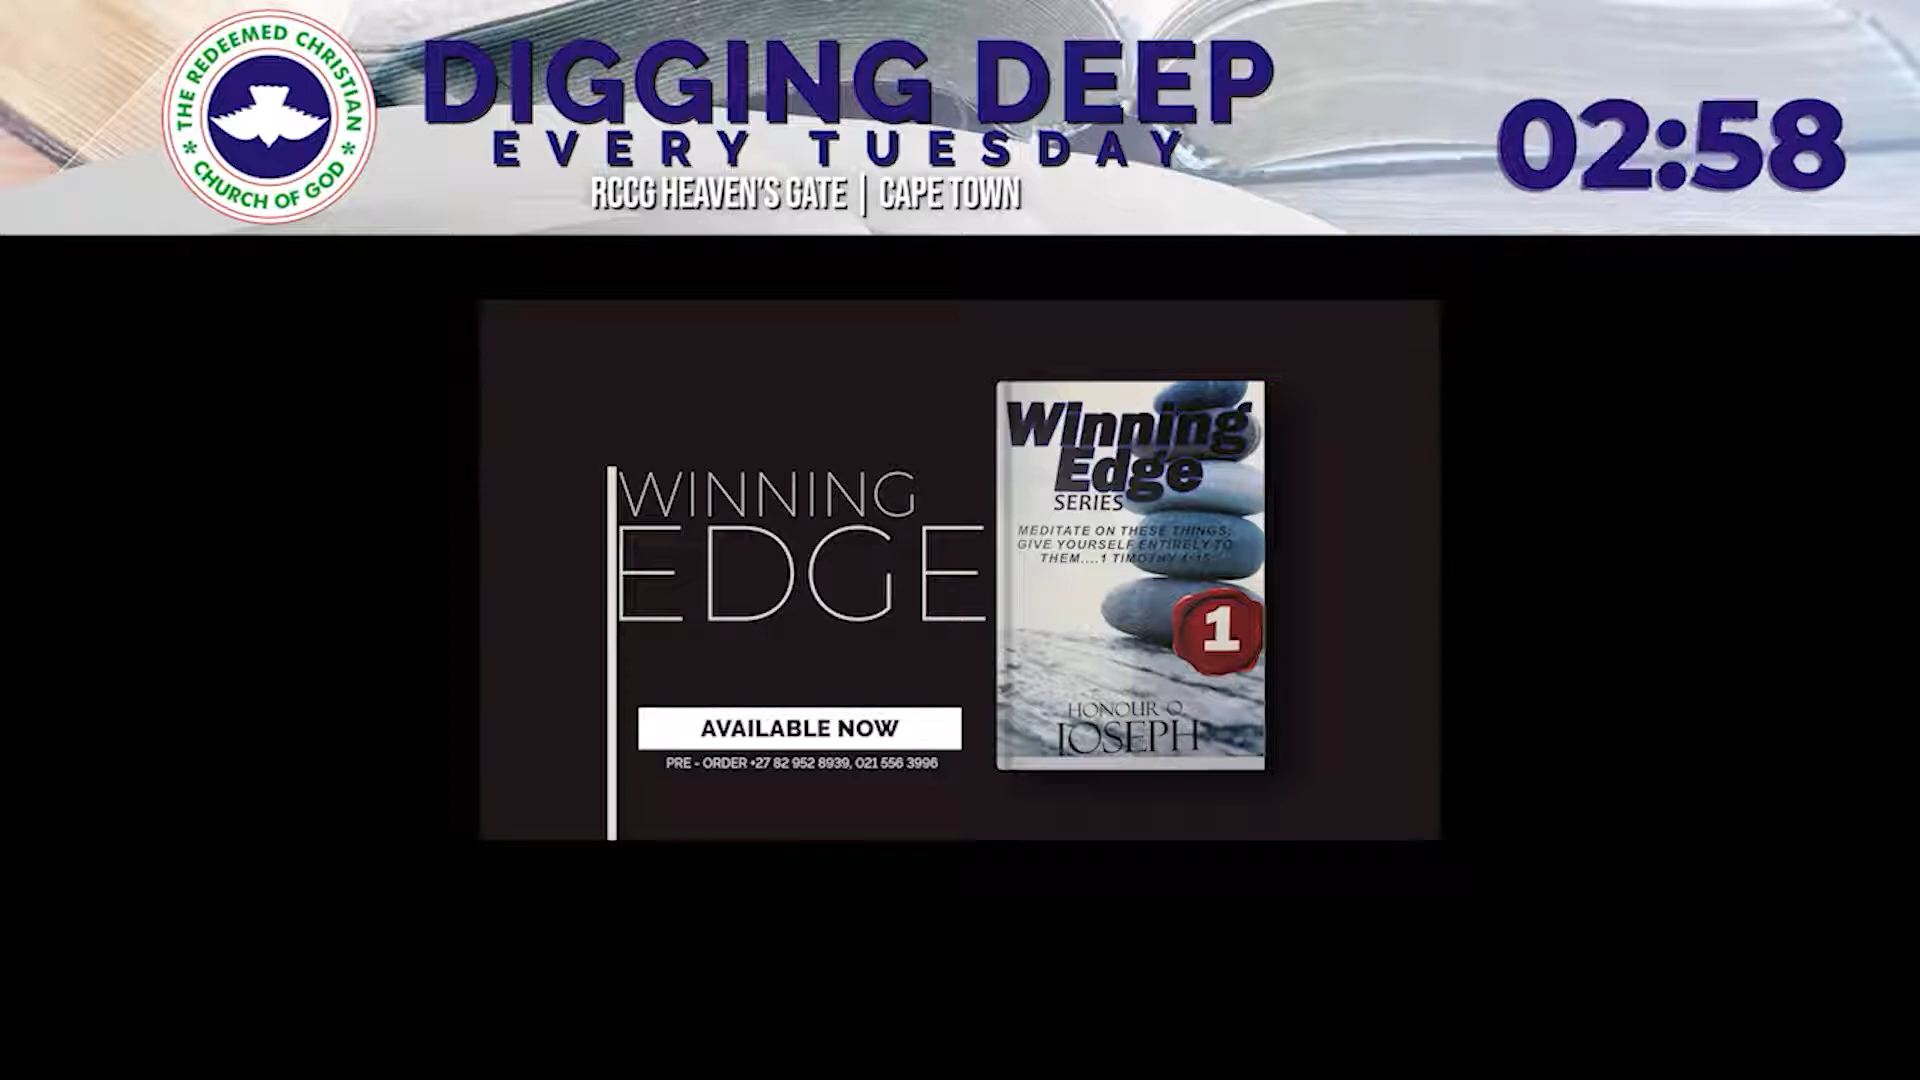 THE REDEEMED CHRISTIAN
* CHURCH OF GOD *
DIGGING DEEP
EVERY TUESDAY
RCCG HEAVEN'S GATE | CAPE TOWN
02:58
WINNING
EDGE
AVAILABLE NOW
PRE - ORDER +27 82 952 8939, 021 556 3996
Winning
Edge
SERIES
MEDITATE ON THESE THINGS;
GIVE YOURSELF ENTIRELY TO
THEM....1 TIMOTHY 4:15
1
HONOUR O.
JOSEPH